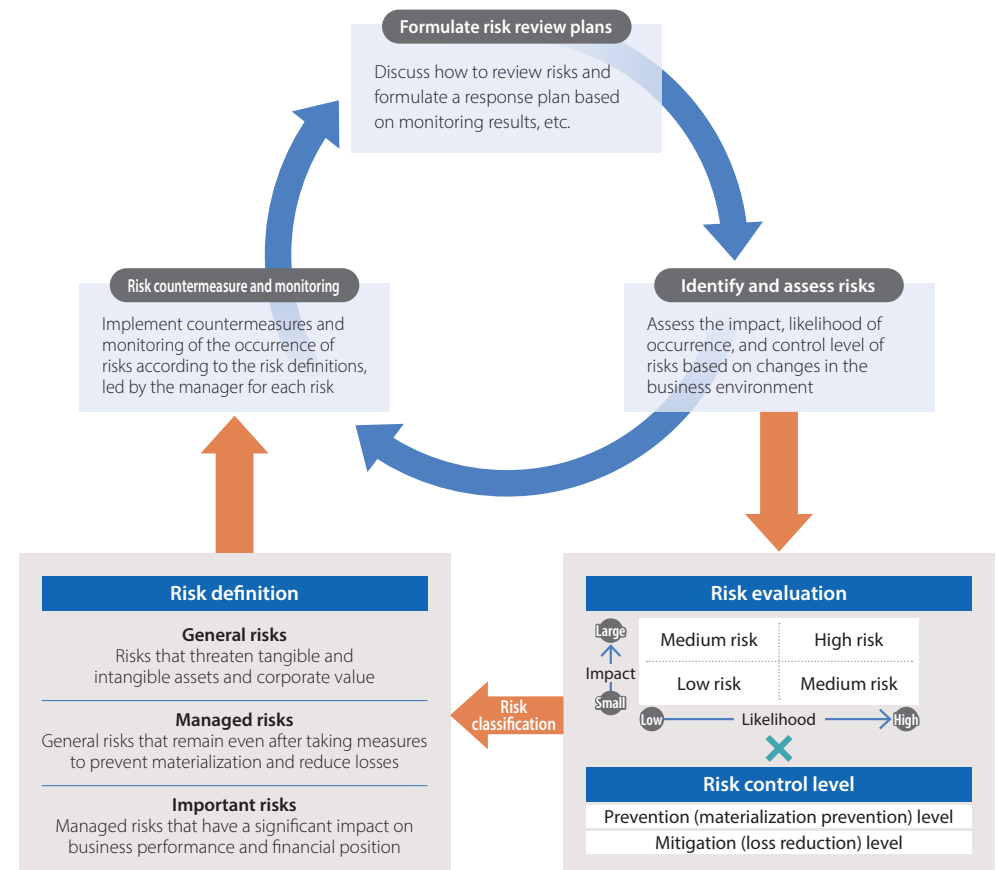 Formulate risk review plans
Discuss how to review risks and
formulate a response plan based
on monitoring results, etc.
Risk countermeasure and monitoring
Implement countermeasures and
monitoring of the occurrence of
risks according to the risk definitions,
led by the manager for each risk
Identify and assess risks
Assess the impact, likelihood of
occurrence, and control level of
risks based on changes in the
business environment
Risk definition
General risks
Risks that threaten tangible and
intangible assets and corporate value
Managed risks
General risks that remain even after taking measures
to prevent materialization and reduce losses
Important risks
Managed risks that have a significant impact on
business performance and financial position
Risk
classification
Risk evaluation
Large
Impact
Small
Medium risk
High risk
Low risk
Medium risk
Low
Likelihood
High
Risk control level
Prevention (materialization prevention) level
Mitigation (loss reduction) level